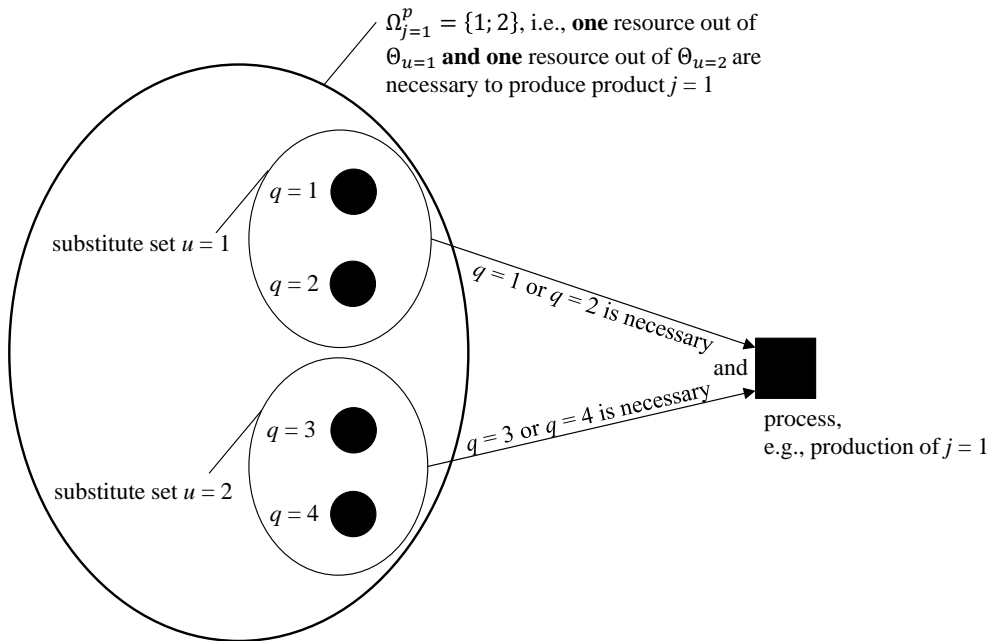 Ω^p_{j=1} = {1; 2}, i.e., one resource out of
Θ_{u=1} and one resource out of Θ_{u=2} are
necessary to produce product j = 1
q = 1
substitute set u = 1
q = 2
q = 1 or q = 2 is necessary
and
q = 3 or q = 4 is necessary
process,
e.g., production of j = 1
q = 3
substitute set u = 2
q = 4